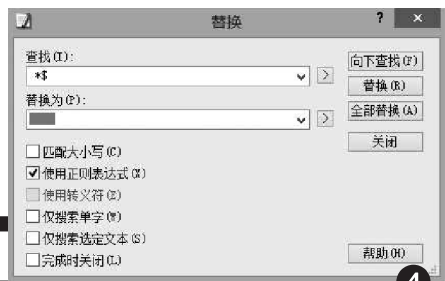 替换
? ×
查找(I):
*$
替换为(P):
向下查找(F)
替换(R)
全部替换(A)
关闭
匹配大小写(C)
使用正则表达式(X)
使用转义符(Z)
仅搜索单字(W)
仅搜索选定文本(S)
完成时关闭(L)
帮助(H)
4